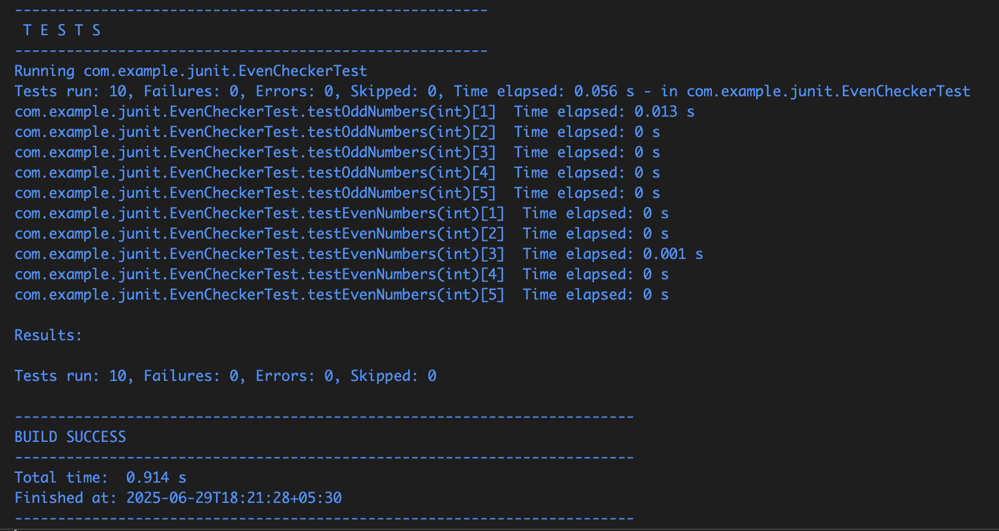 -------------------------------------------------------
T E S T S
-------------------------------------------------------
Running com.example.junit.EvenCheckerTest
Tests run: 10, Failures: 0, Errors: 0, Skipped: 0, Time elapsed: 0.056 s - in com.example.junit.EvenCheckerTest
com.example.junit.EvenCheckerTest.testOddNumbers(int)[1]  Time elapsed: 0.013 s
com.example.junit.EvenCheckerTest.testOddNumbers(int)[2]  Time elapsed: 0 s
com.example.junit.EvenCheckerTest.testOddNumbers(int)[3]  Time elapsed: 0 s
com.example.junit.EvenCheckerTest.testOddNumbers(int)[4]  Time elapsed: 0 s
com.example.junit.EvenCheckerTest.testOddNumbers(int)[5]  Time elapsed: 0 s
com.example.junit.EvenCheckerTest.testEvenNumbers(int)[1]  Time elapsed: 0 s
com.example.junit.EvenCheckerTest.testEvenNumbers(int)[2]  Time elapsed: 0 s
com.example.junit.EvenCheckerTest.testEvenNumbers(int)[3]  Time elapsed: 0.001 s
com.example.junit.EvenCheckerTest.testEvenNumbers(int)[4]  Time elapsed: 0 s
com.example.junit.EvenCheckerTest.testEvenNumbers(int)[5]  Time elapsed: 0 s
Results:
Tests run: 10, Failures: 0, Errors: 0, Skipped: 0
------------------------------------------------------------------------
BUILD SUCCESS
------------------------------------------------------------------------
Total time:  0.914 s
Finished at: 2025-06-29T18:21:28+05:30
------------------------------------------------------------------------